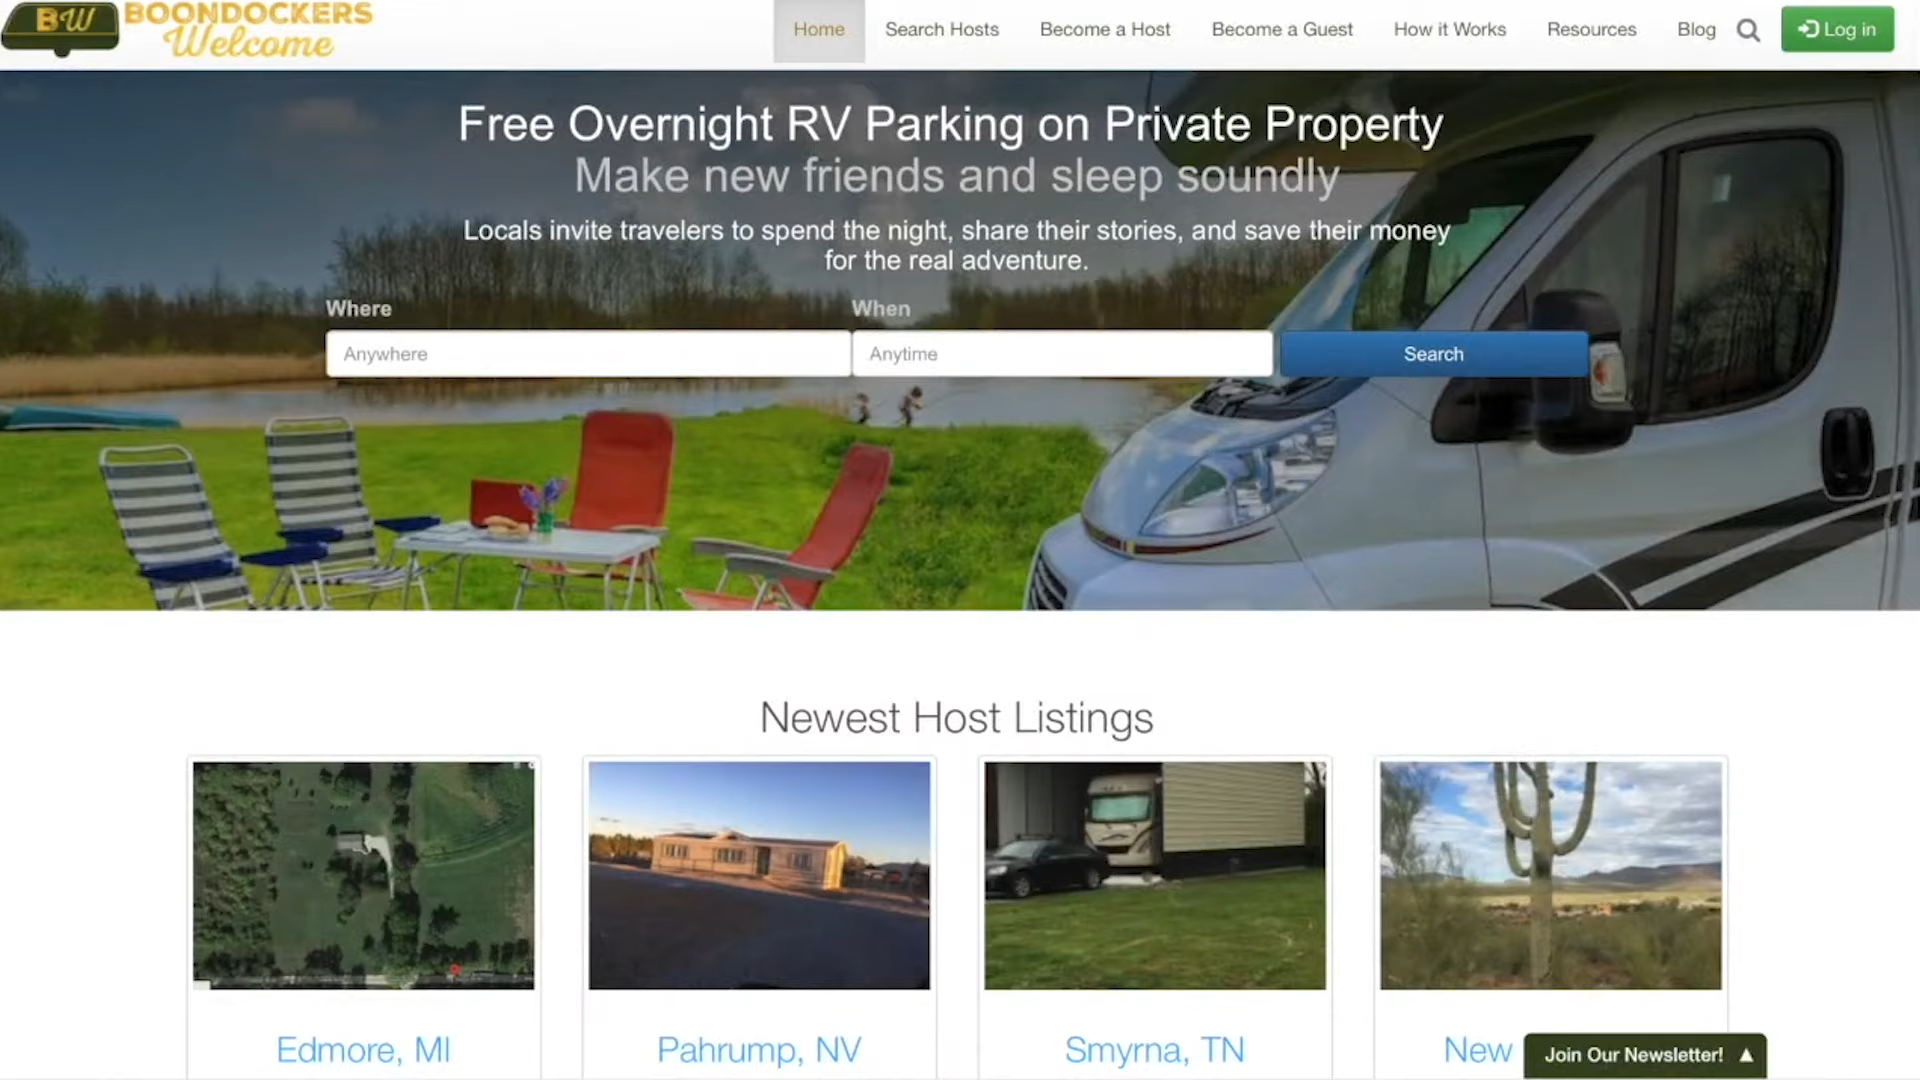 BW BOONDOCKERS
Welcome
Home Search Hosts Become a Host Become a Guest How it Works Resources Blog Log in
Free Overnight RV Parking on Private Property
Make new friends and sleep soundly
Locals invite travelers to spend the night, share their stories, and save their money
for the real adventure.
Where When
Anywhere Anytime Search
Newest Host Listings
Edmore, MI Pahrump, NV Smyrna, TN New
Join Our Newsletter!